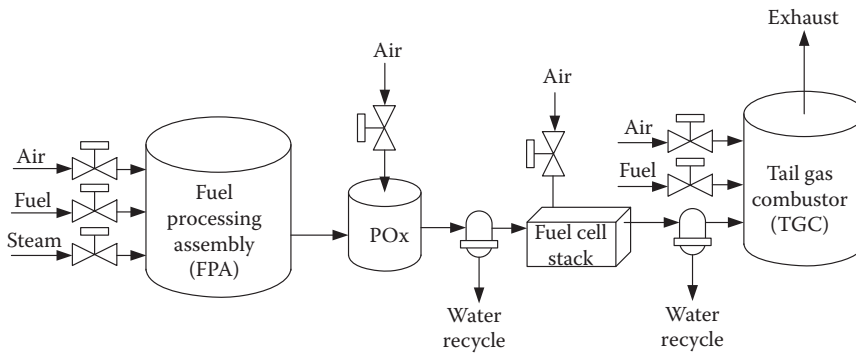 Exhaust
Air
Air
Air
Fuel
Steam
Fuel
processing
assembly
(FPA)
POx
Water
recycle
Fuel cell
stack
Air
Fuel
Water
recycle
Tail gas
combustor
(TGC)